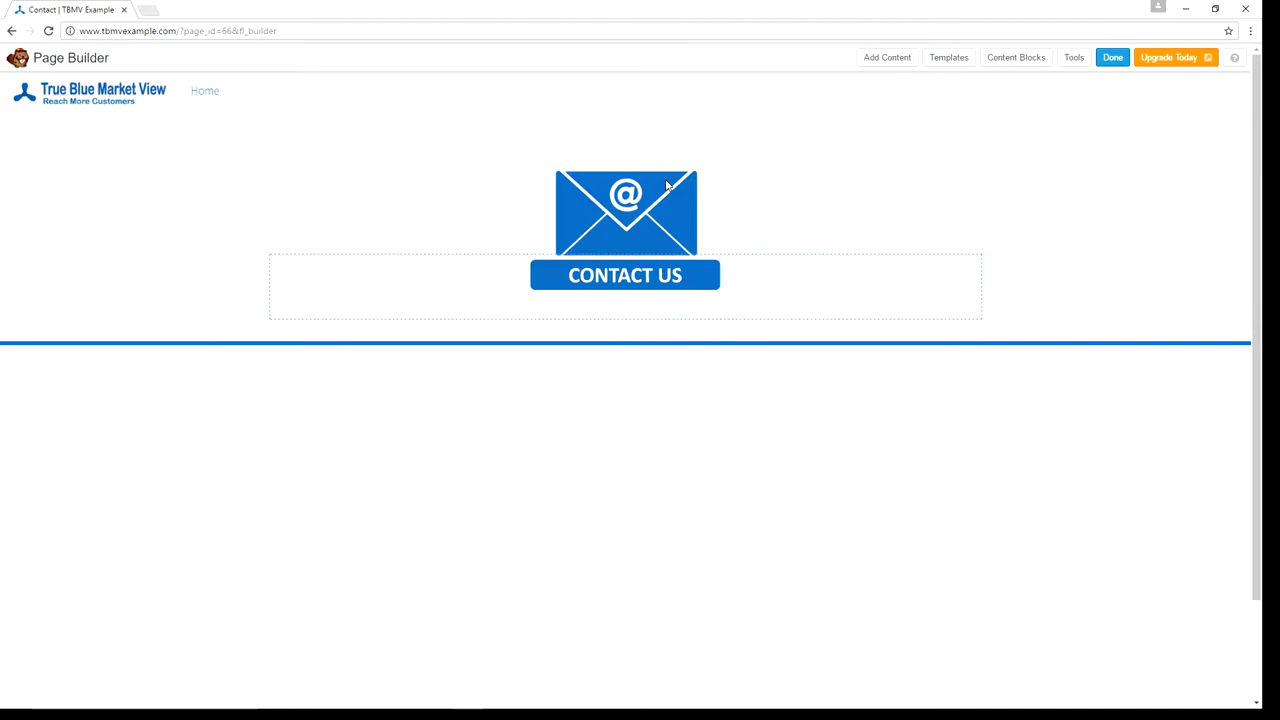 Contact | TBMV Example
www.tbmvexample.com/?page_id=66&fl_builder
Page Builder
Add Content
Templates
Content Blocks
Tools
Done
Upgrade Today
?
True Blue Market View
Reach More Customers
Home
@
CONTACT US